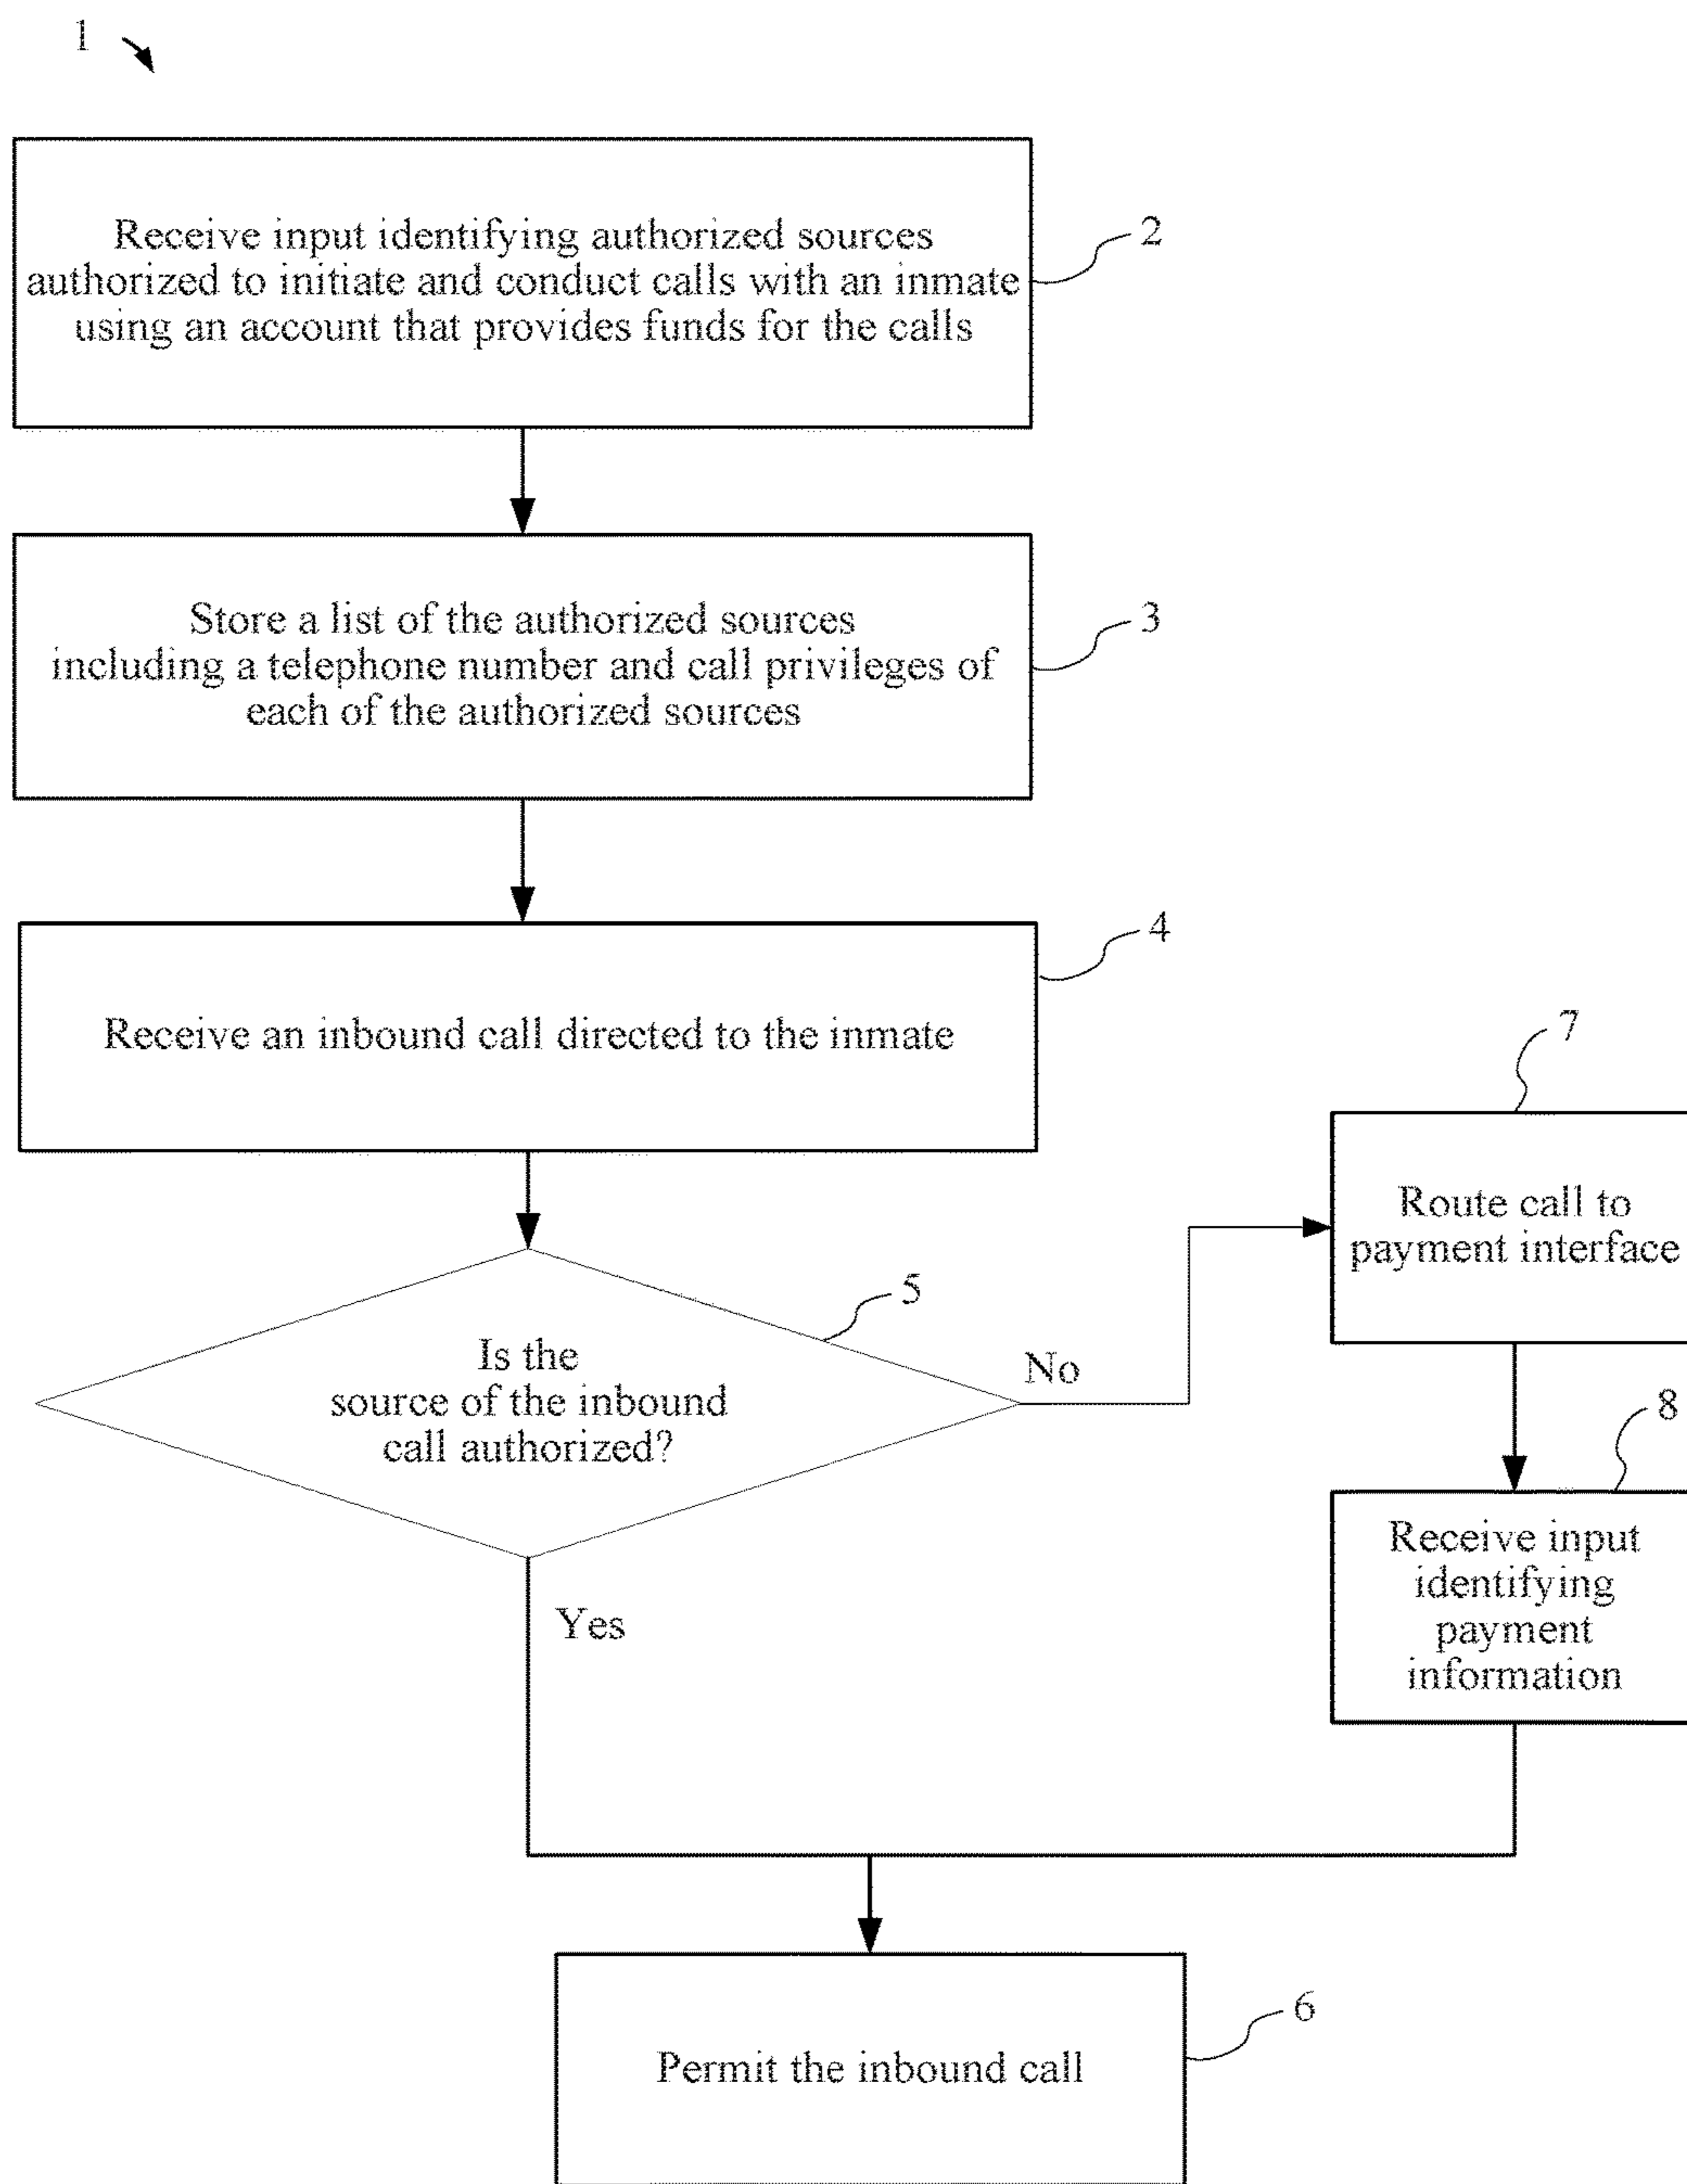 1
Receive input identifying authorized sources
authorized to initiate and conduct calls with an inmate
using an account that provides funds for the calls
2
Store a list of the authorized sources
including a telephone number and call privileges of
each of the authorized sources
3
Receive an inbound call directed to the inmate
4
Is the
source of the inbound
call authorized?
5
No
Yes
7
Route call to
payment interface
8
Receive input
identifying
payment
information
Permit the inbound call
6